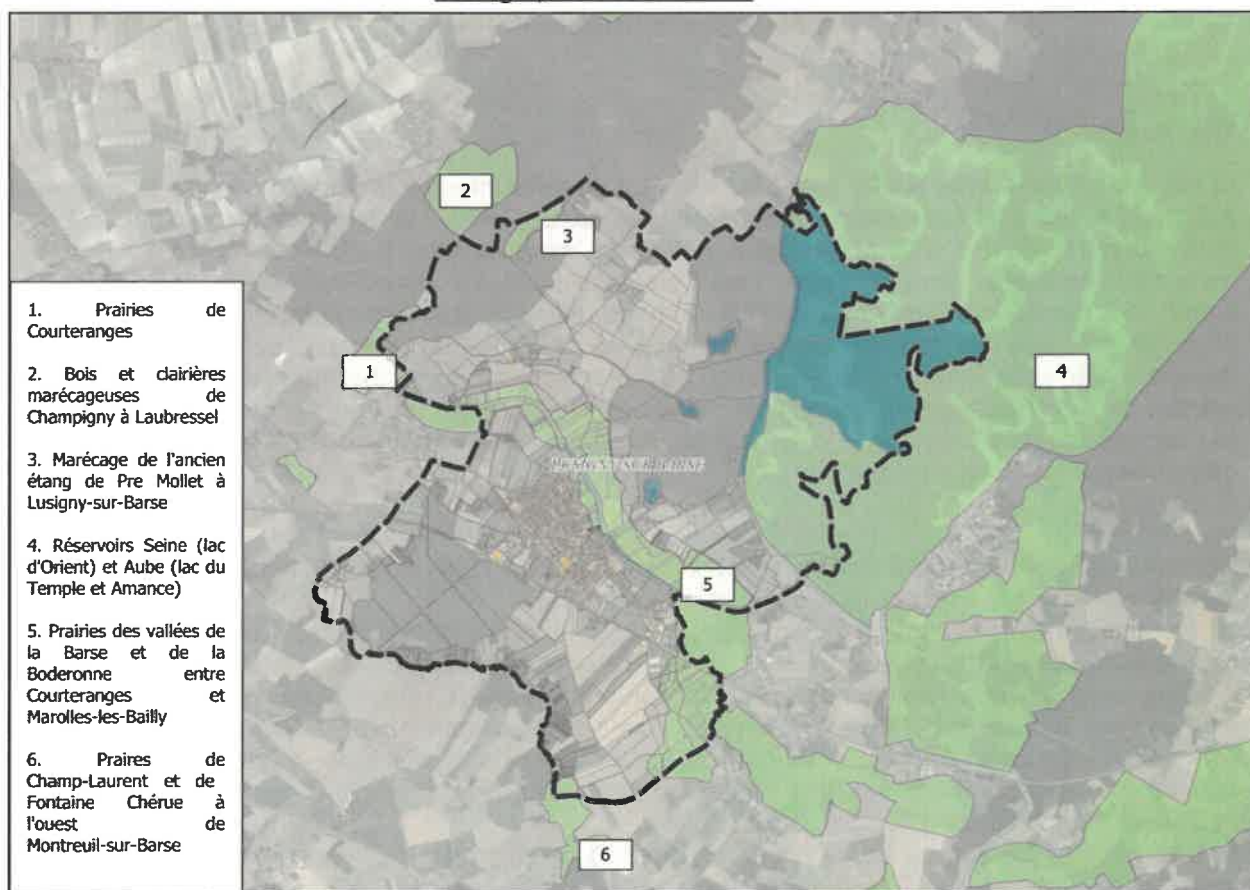 2
3
1
4
5
6
1. Prairies de
Courteranges
2. Bois et clairières
marécageuses de
Champigny à Laubressel
3. Marécage de l'ancien
étang de Pre Mollet à
Lusigny-sur-Barse
4. Réservoirs Seine (lac
d'Orient) et Aube (lac du
Temple et Amance)
5. Prairies des vallées de
la Barse et de la
Boderonne entre
Courteranges et
Marolles-les-Bailly
6. Praires de
Champ-Laurent et de
Fontaine Chérue à
l'ouest de
Montreuil-sur-Barse
LUSIGNY-SUR-BARSE